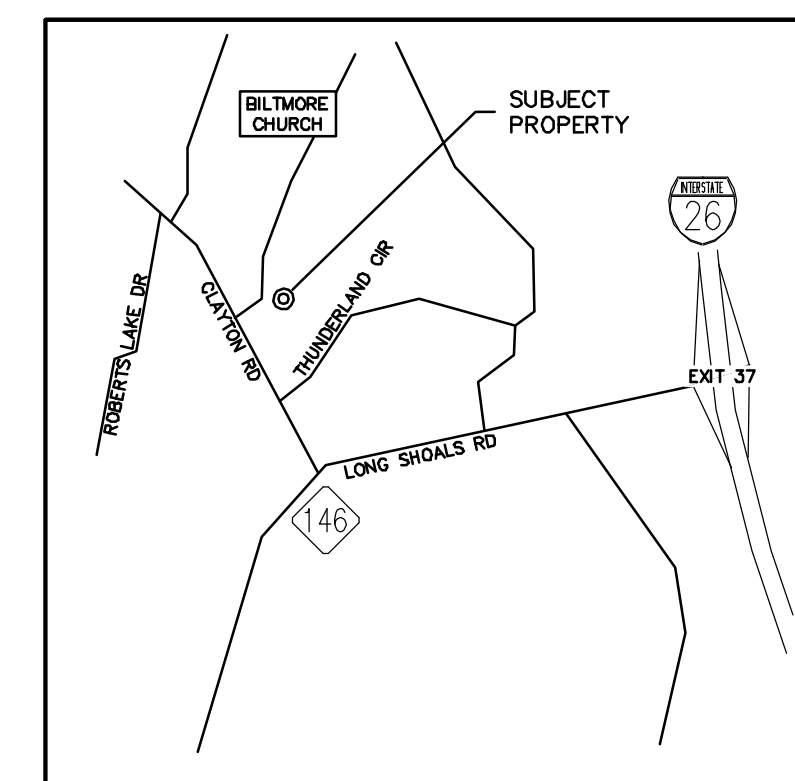 BILTMORE
CHURCH
SUBJECT
PROPERTY
INTERSTATE
26
ROBERTS LAKE DR
CLAYTON RD
THUNDERLAND CIR
EXIT 37
LONG SHOALS RD
146